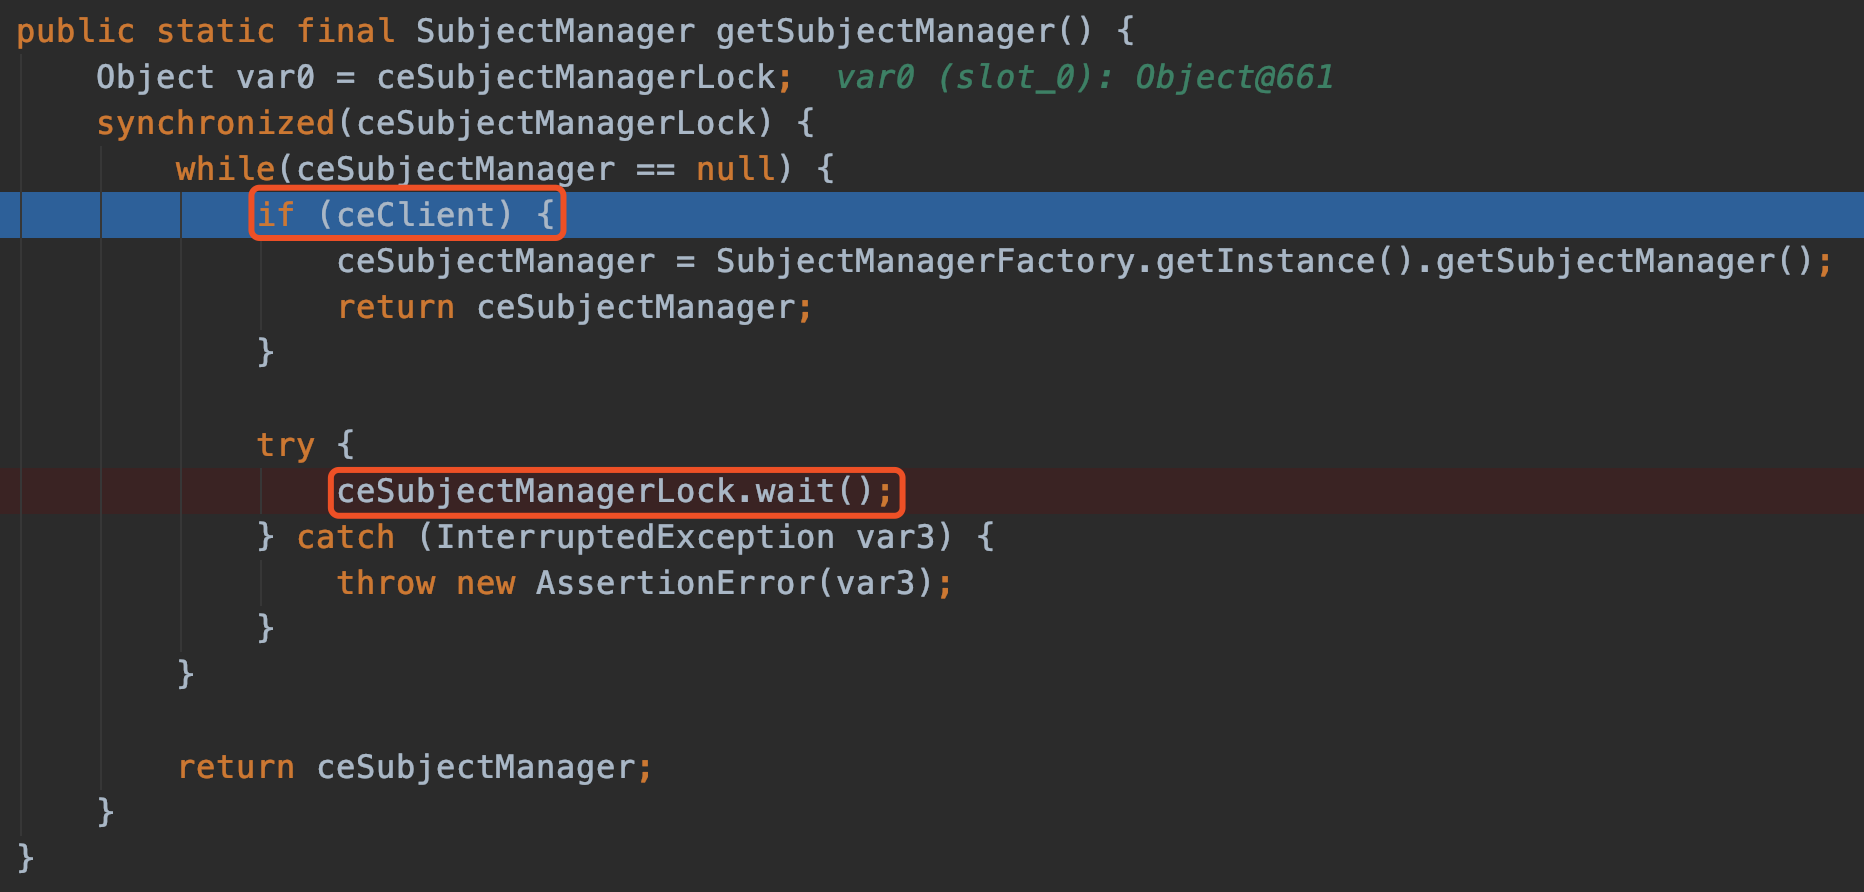 public static final SubjectManager getSubjectManager() {
    Object var0 = ceSubjectManagerLock;  var0 (slot_0): Object@661
    synchronized(ceSubjectManagerLock) {
        while(ceSubjectManager == null) {
            if (ceClient) {
                ceSubjectManager = SubjectManagerFactory.getInstance().getSubjectManager();
                return ceSubjectManager;
            }

            try {
                ceSubjectManagerLock.wait();
            } catch (InterruptedException var3) {
                throw new AssertionError(var3);
            }
        }

        return ceSubjectManager;
    }
}